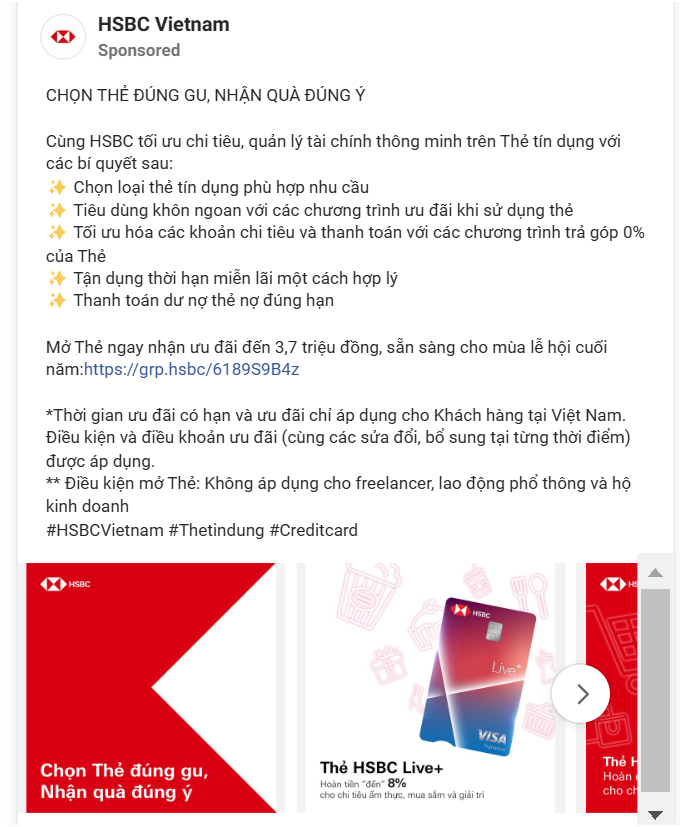 HSBC Vietnam
Sponsored
CHỌN THẺ ĐÚNG GU, NHẬN QUÀ ĐÚNG Ý
Cùng HSBC tối ưu chi tiêu, quản lý tài chính thông minh trên Thẻ tín dụng với
các bí quyết sau:
✨ Chọn loại thẻ tín dụng phù hợp nhu cầu
✨ Tiêu dùng khôn ngoan với các chương trình ưu đãi khi sử dụng thẻ
✨ Tối ưu hóa các khoản chi tiêu và thanh toán với các chương trình trả góp 0%
của Thẻ
✨ Tận dụng thời hạn miễn lãi một cách hợp lý
✨ Thanh toán dư nợ thẻ nợ đúng hạn
Mở Thẻ ngay nhận ưu đãi đến 3,7 triệu đồng, sẵn sàng cho mùa lễ hội cuối
năm:https://grp.hsbc/6189S9B4z
*Thời gian ưu đãi có hạn và ưu đãi chỉ áp dụng cho Khách hàng tại Việt Nam.
Điều kiện và điều khoản ưu đãi (cùng các sửa đổi, bổ sung tại từng thời điểm)
được áp dụng.
** Điều kiện mở Thẻ: Không áp dụng cho freelancer, lao động phổ thông và hộ
kinh doanh
#HSBCVietnam #Thetindung #Creditcard
HSBC
Chọn Thẻ đúng gu,
Nhận quà đúng ý
HSBC
Live+
VISA
Signature
Thẻ HSBC Live+
Hoàn tiền "đến" 8%
cho chi tiêu ẩm thực, mua sắm và giải trí
HS
Thẻ H
Hoàn
cho ch